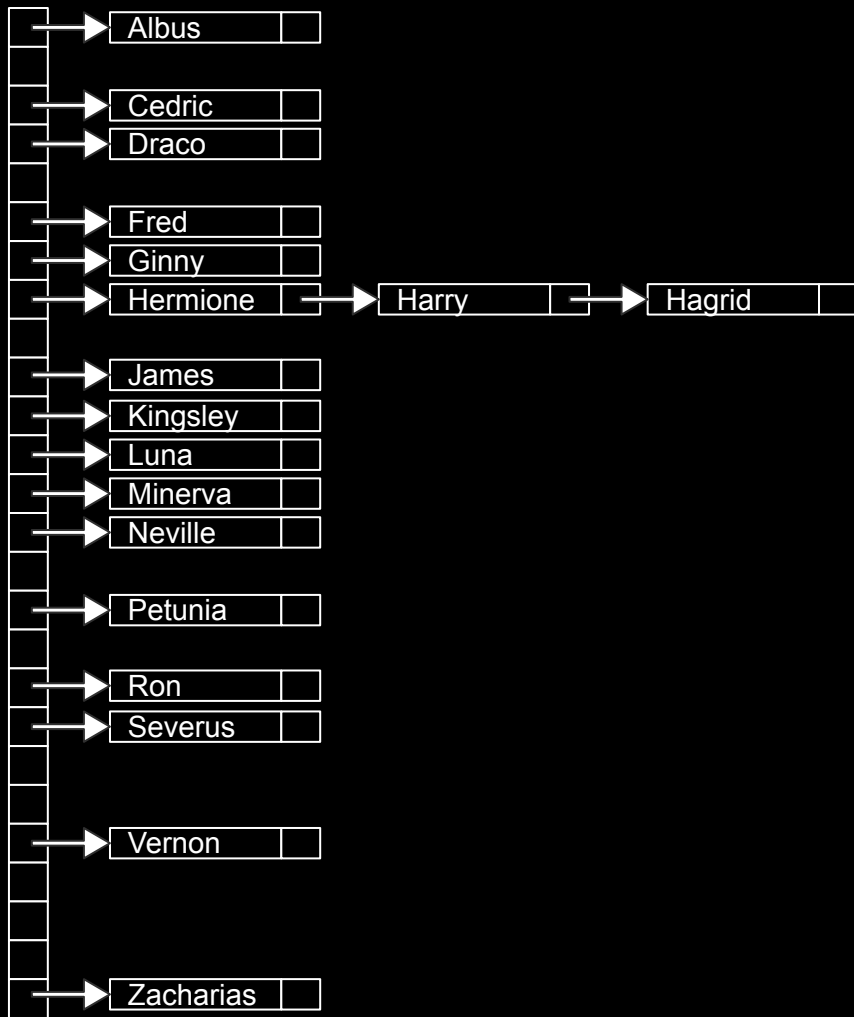 Albus
Cedric
Draco
Fred
Ginny
Hermione Harry Hagrid
James
Kingsley
Luna
Minerva
Neville
Petunia
Ron
Severus
Vernon
Zacharias